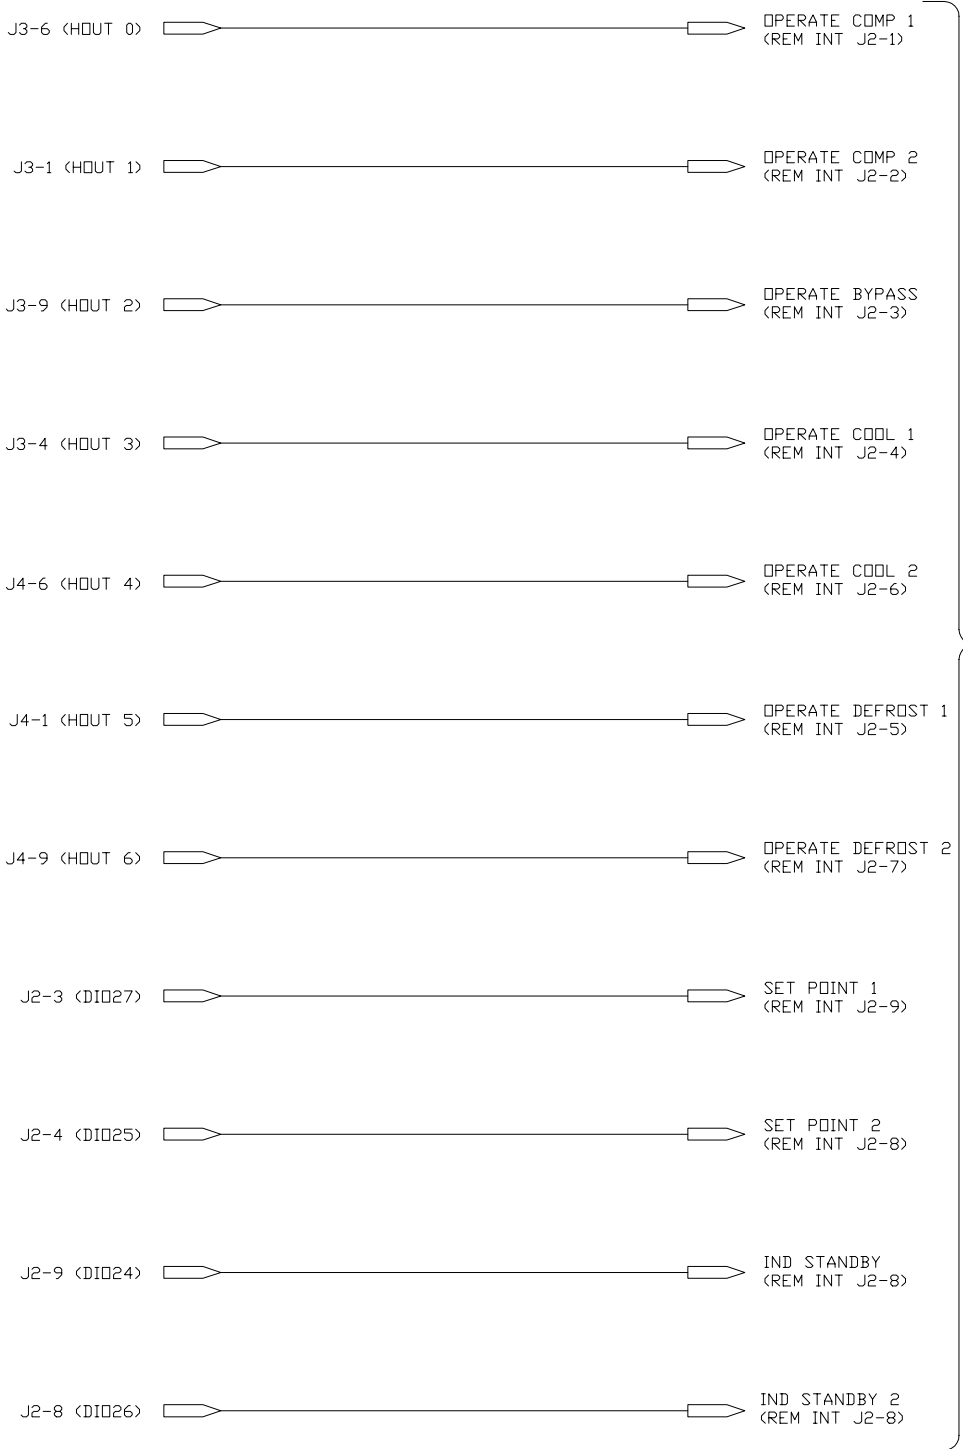 J3-6 (HOUT 0)
OPERATE COMP 1
(REM INT J2-1)
J3-1 (HOUT 1)
OPERATE COMP 2
(REM INT J2-2)
J3-9 (HOUT 2)
OPERATE BYPASS
(REM INT J2-3)
J3-4 (HOUT 3)
OPERATE COOL 1
(REM INT J2-4)
J4-6 (HOUT 4)
OPERATE COOL 2
(REM INT J2-6)
J4-1 (HOUT 5)
OPERATE DEFROST 1
(REM INT J2-5)
J4-9 (HOUT 6)
OPERATE DEFROST 2
(REM INT J2-7)
J2-3 (DIO27)
SET POINT 1
(REM INT J2-9)
J2-4 (DIO25)
SET POINT 2
(REM INT J2-8)
J2-9 (DIO24)
IND STANDBY
(REM INT J2-8)
J2-8 (DIO26)
IND STANDBY 2
(REM INT J2-8)